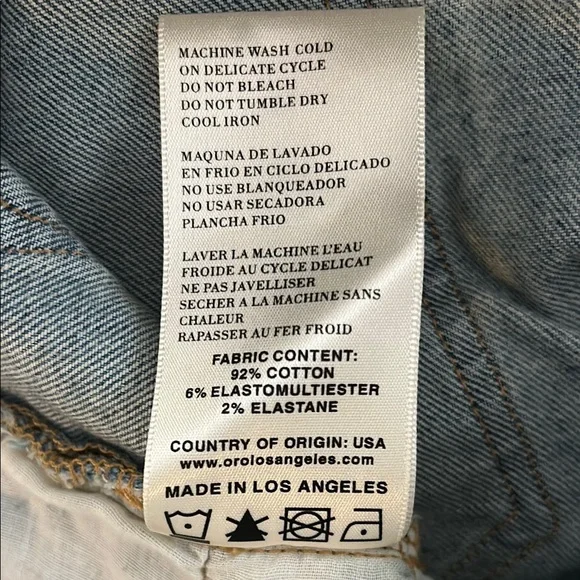 MACHINE WASH COLD
ON DELICATE CYCLE
DO NOT BLEACH
DO NOT TUMBLE DRY
COOL IRON
MAQUNA DE LAVADO
EN FRIO EN CICLO DELICADO
NO USE BLANQUEADOR
NO USAR SECADORA
PLANCHA FRIO
LAVER LA MACHINE L'EAU
FROIDE AU CYCLE DELICAT
NE PAS JAVELLISER
SECHER A LA MACHINE SANS
CHALEUR
RAPASSER AU FER FROID
FABRIC CONTENT:
92% COTTON
6% ELASTOMULTIESTER
2% ELASTANE
COUNTRY OF ORIGIN: USA
www.orolosangeles.com
MADE IN LOS ANGELES